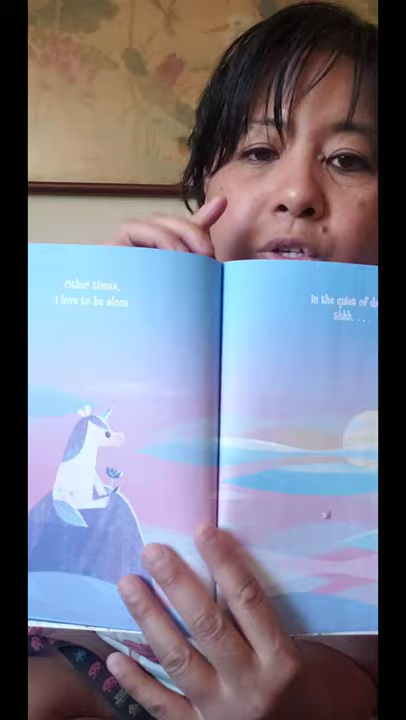 Other times,
I love to be alone
in the quiet of
Shhh. . . .